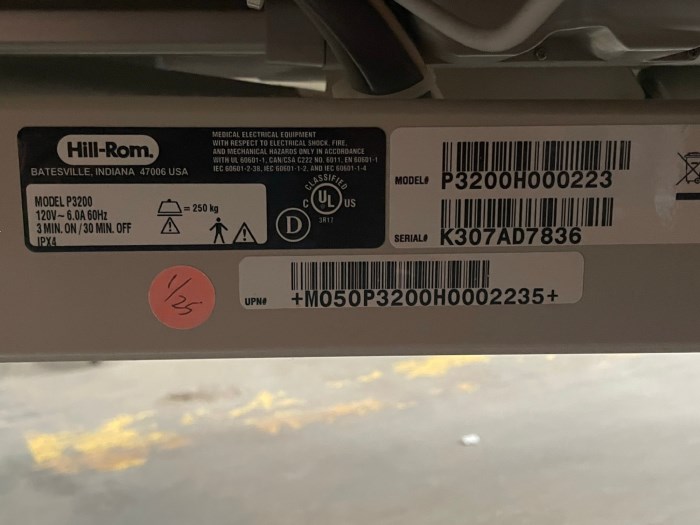 Hill-Rom.
BATESVILLE, INDIANA 47006 USA
MEDICAL ELECTRICAL EQUIPMENT
WITH RESPECT TO ELECTRICAL SHOCK, FIRE,
AND MECHANICAL HAZARDS ONLY IN ACCORDANCE
WITH UL 60601-1, CAN/CSA C222 NO. 6011, EN 60601-1
IEC 60601-2-38, IEC 60601-1-2, AND IEC 60601-1-4
MODEL P3200
120V~ 6.0A 60Hz
3 MIN. ON / 30 MIN. OFF
IPX4
= 250 kg
CLASSIFIED
C UL US
3R17
D
MODEL# P3200H000223
SERIAL# K307AD7836
1/25
UPN# +M050P3200H0002235+